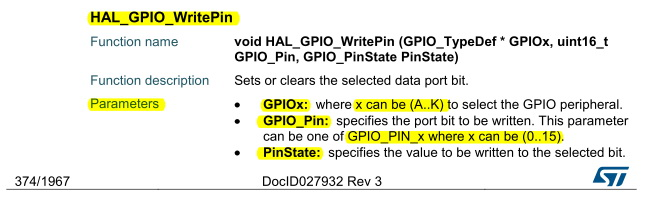 HAL_GPIO_WritePin
Function name void HAL_GPIO_WritePin (GPIO_TypeDef * GPIOx, uint16_t
GPIO_Pin, GPIO_PinState PinState)
Function description Sets or clears the selected data port bit.
Parameters • GPIOx: where x can be (A..K) to select the GPIO peripheral.
• GPIO_Pin: specifies the port bit to be written. This parameter
can be one of GPIO_PIN_x where x can be (0..15).
• PinState: specifies the value to be written to the selected bit.
374/1967 DocID027932 Rev 3 ST